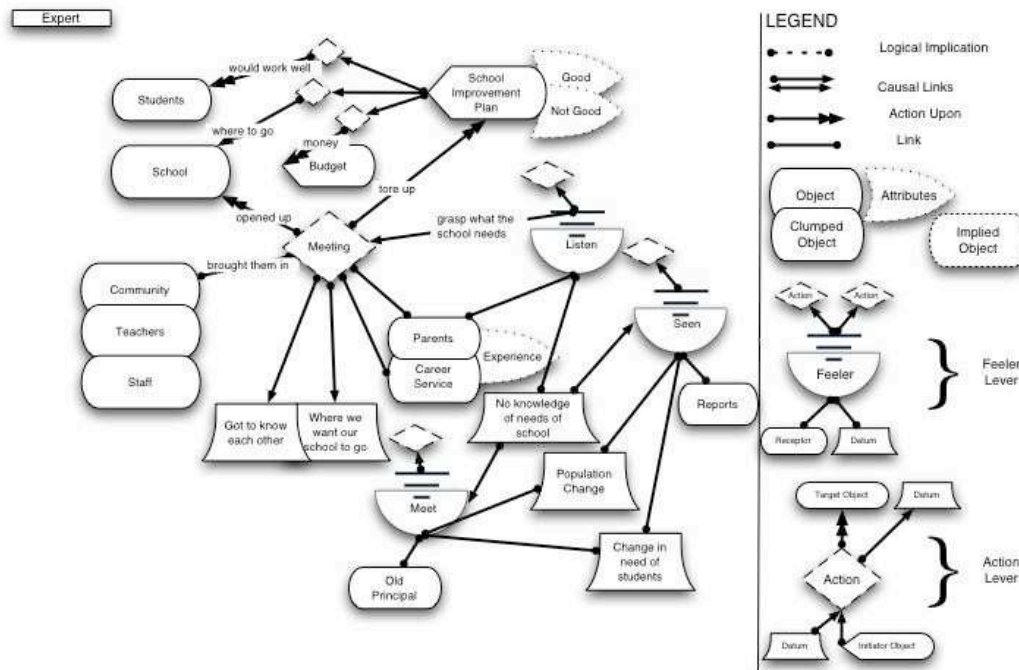 Expert
would work well
Students
School
Improvement
Plan
Good
Not Good
where to go
money
Budget
School
tore up
opened up
Meeting
grasp what the
school needs
Listen
brought them in
Community
Teachers
Staff
Parents
Career
Service
Experience
Seen
Reports
Got to know
each other
Where we
want our
school to go
No knowledge
of needs of
school
Population
Change
Meet
Change in
need of
students
Old
Principal
LEGEND
Logical Implication
Causal Links
Action Upon
Link
Object
Attributes
Clumped
Object
Implied
Object
Action
Action
Feeler
Feeler
Lever
Receptor
Datum
Target Object
Datum
Action
Action
Lever
Datum
Initiator Object